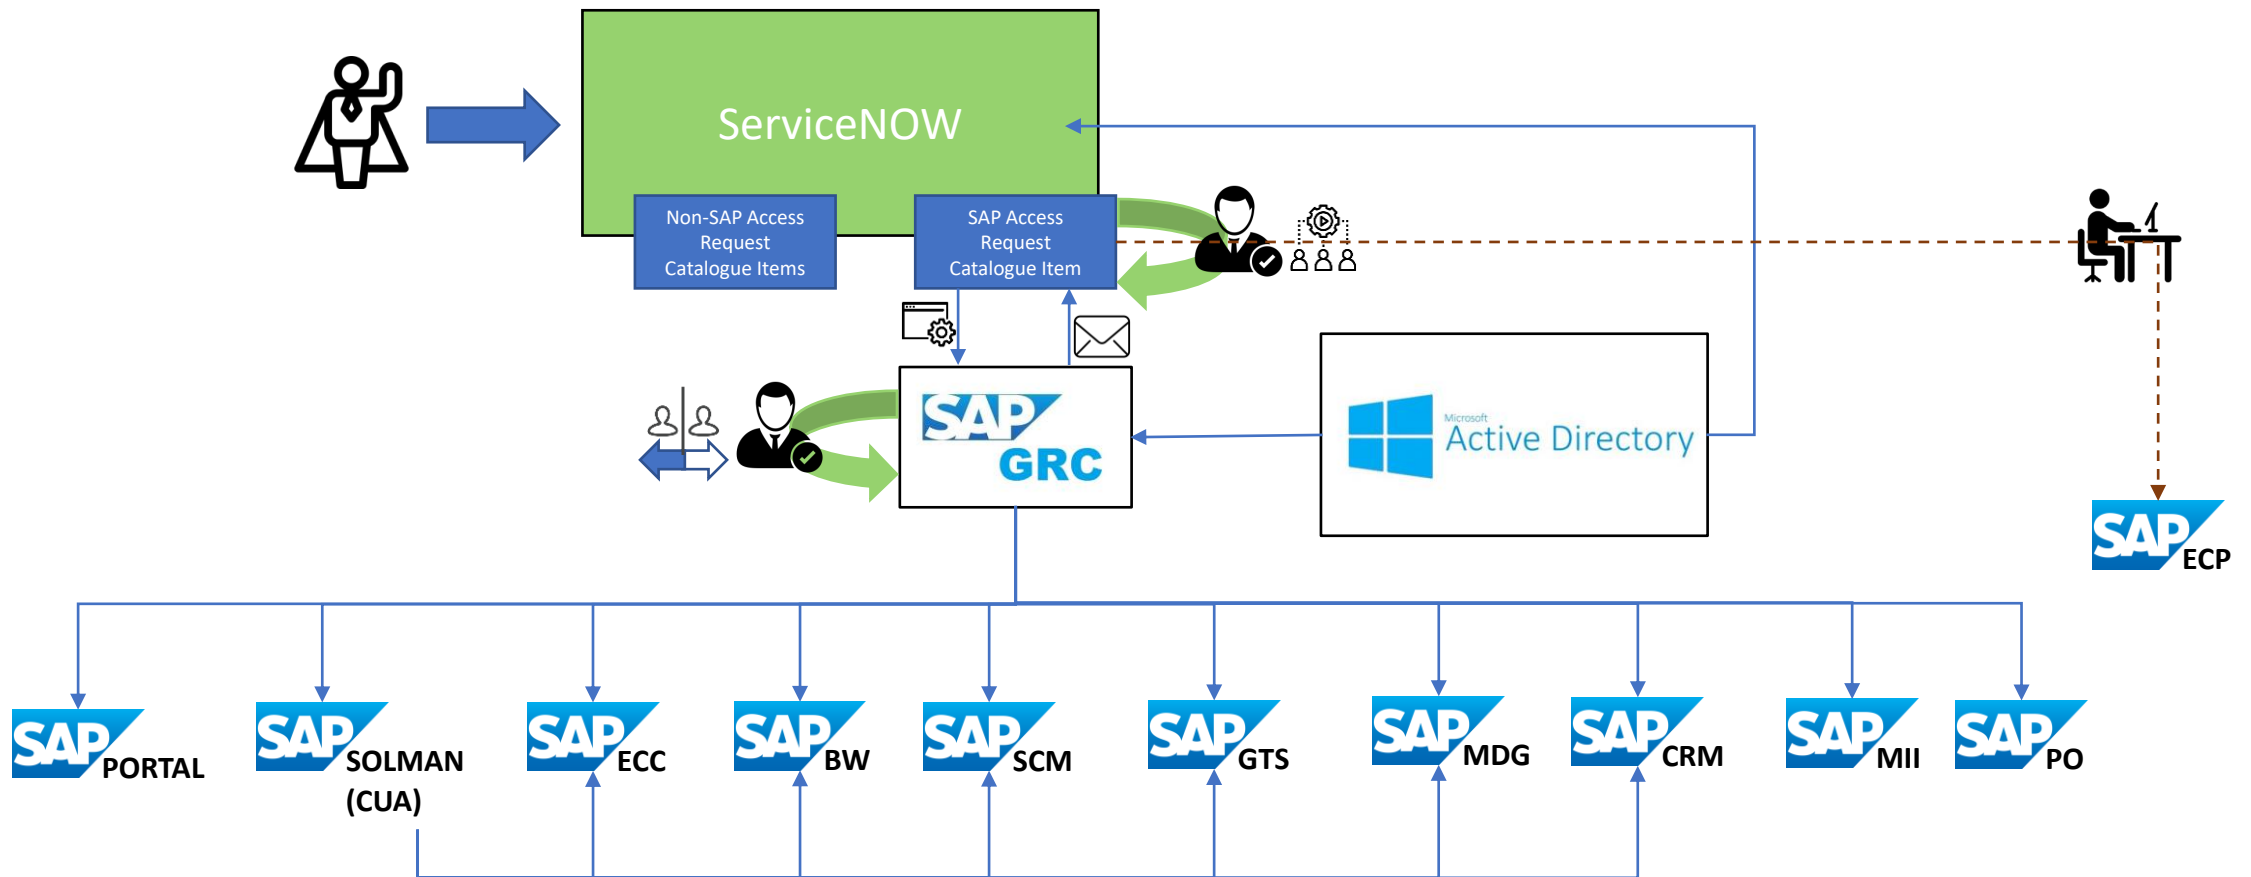 ServiceNOW
Non-SAP Access
Request
Catalogue Items
SAP Access
Request
Catalogue Item
SAP
GRC
Microsoft
Active Directory
SAP
ECP
SAP
PORTAL
SAP
SOLMAN
(CUA)
SAP
ECC
SAP
BW
SAP
SCM
SAP
GTS
SAP
MDG
SAP
CRM
SAP
MII
SAP
PO